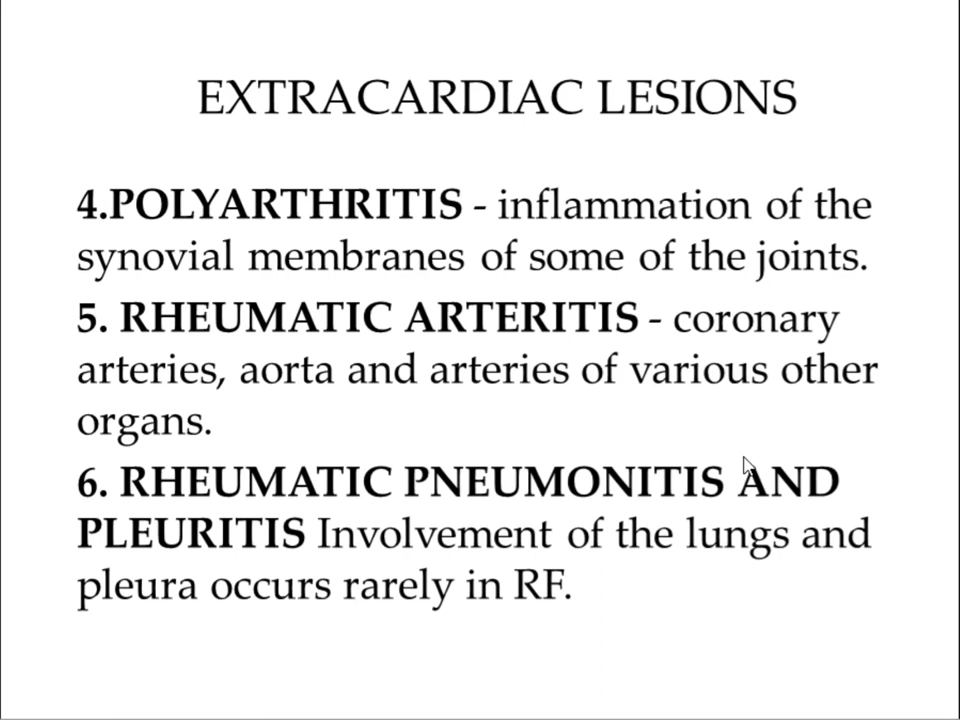 EXTRACARDIAC LESIONS
4.POLYARTHRITIS - inflammation of the
synovial membranes of some of the joints.
5. RHEUMATIC ARTERITIS - coronary
arteries, aorta and arteries of various other
organs.
6. RHEUMATIC PNEUMONITIS AND
PLEURITIS Involvement of the lungs and
pleura occurs rarely in RF.